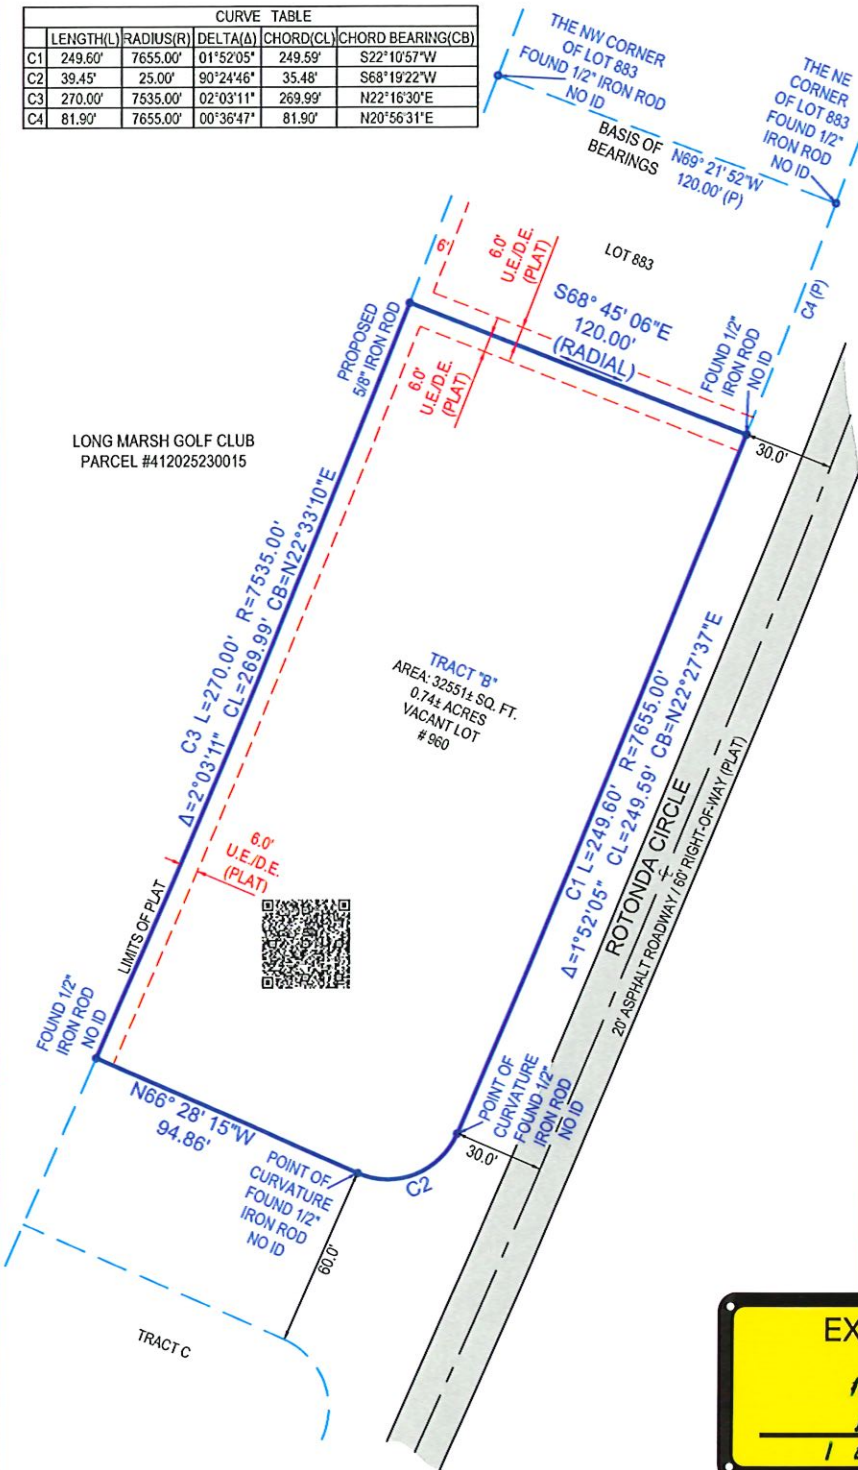 CURVE TABLE
LENGTH(L) RADIUS(R) DELTA(Δ) CHORD(CL) CHORD BEARING(CB)
C1 249.60' 7655.00' 01°52'05" 249.59' S22°10'57"W
C2 39.45' 25.00' 90°24'46" 35.48' S68°19'22"W
C3 270.00' 7535.00' 02°03'11" 269.99' N22°16'30"E
C4 81.90' 7655.00' 00°36'47" 81.90' N20°56'31"E
THE NW CORNER
OF LOT 883
FOUND 1/2" IRON ROD
NO ID
THE NE
CORNER
OF LOT 883
FOUND 1/2"
IRON ROD
NO ID
BASIS OF
BEARINGS
N69° 21' 52"W
120.00' (P)
LOT 883
6'
6.0'
U.E./D.E.
(PLAT)
S68° 45' 06"E
120.00'
(RADIAL)
C4 (P)
PROPOSED
5/8" IRON ROD
6.0'
U.E./D.E.
(PLAT)
FOUND 1/2"
IRON ROD
NO ID
30.0'
LONG MARSH GOLF CLUB
PARCEL #412025230015
C3 L=270.00' R=7535.00'
Δ=2°03'11" CL=269.99' CB=N22°33'10"E
TRACT "B"
AREA: 32551± SQ. FT.
0.74± ACRES
VACANT LOT
# 960
C1 L=249.60' R=7655.00'
Δ=1°52'05" CL=249.59' CB=N22°27'37"E
ROTONDA CIRCLE
20' ASPHALT ROADWAY / 60' RIGHT-OF-WAY (PLAT)
6.0'
U.E./D.E.
(PLAT)
LIMITS OF PLAT
FOUND 1/2"
IRON ROD
NO ID
N66° 28' 15"W
94.86'
POINT OF
CURVATURE
FOUND 1/2"
IRON ROD
NO ID
POINT OF
CURVATURE
FOUND 1/2"
IRON ROD
NO ID
30.0'
C2
60.0'
TRACT C
EX